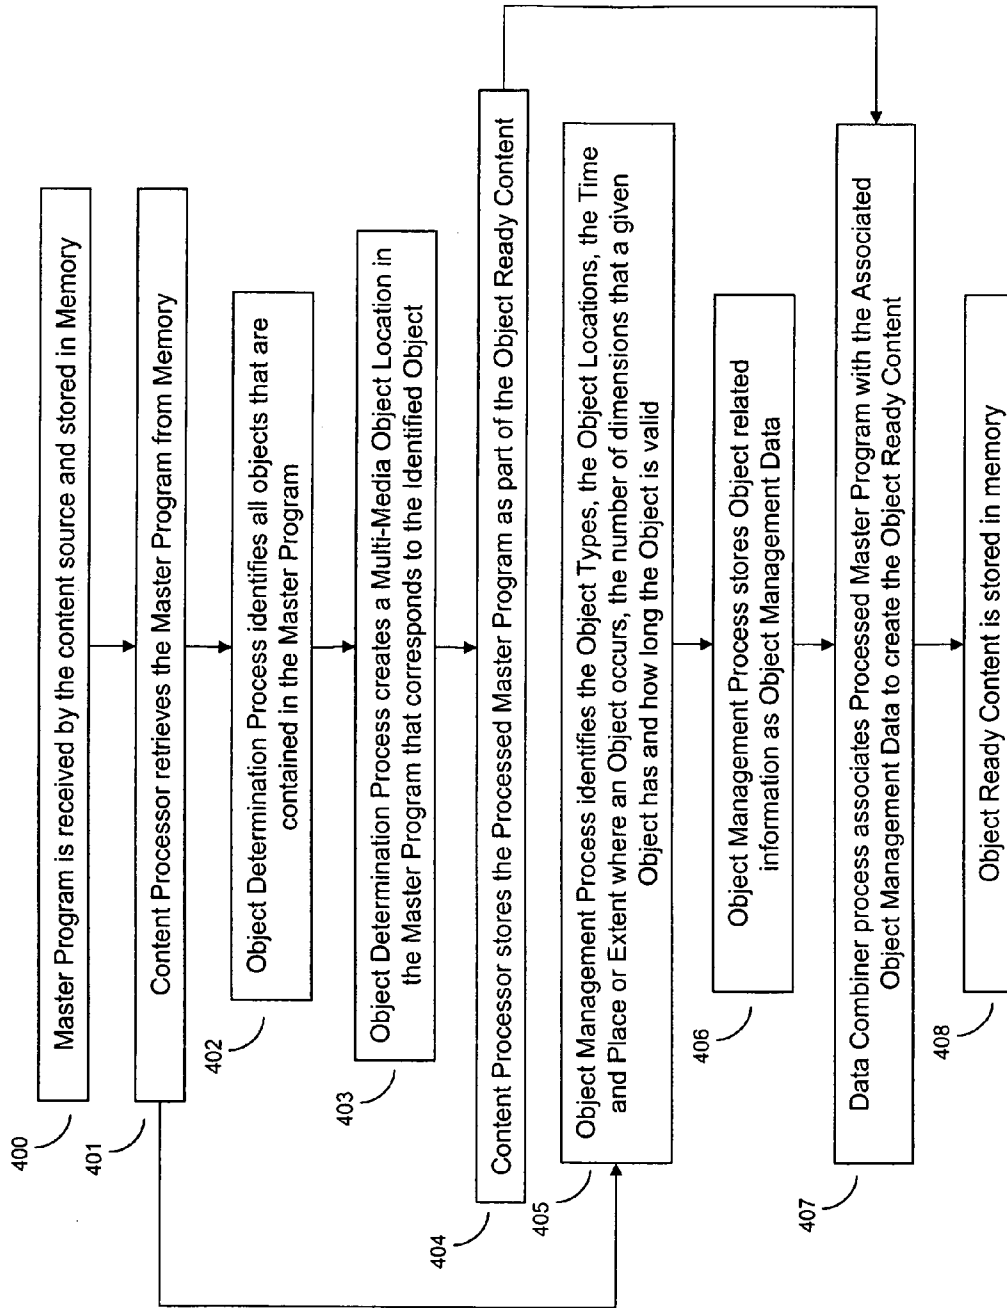 400
Master Program is received by the content source and stored in Memory
401
Content Processor retrieves the Master Program from Memory
402
Object Determination Process identifies all objects that are
contained in the Master Program
403
Object Determination Process creates a Multi-Media Object Location in
the Master Program that corresponds to the Identified Object
404
Content Processor stores the Processed Master Program as part of the Object Ready Content
405
Object Management Process identifies the Object Types, the Object Locations, the Time
and Place or Extent where an Object occurs, the number of dimensions that a given
Object has and how long the Object is valid
406
Object Management Process stores Object related
information as Object Management Data
407
Data Combiner process associates Processed Master Program with the Associated
Object Management Data to create the Object Ready Content
408
Object Ready Content is stored in memory